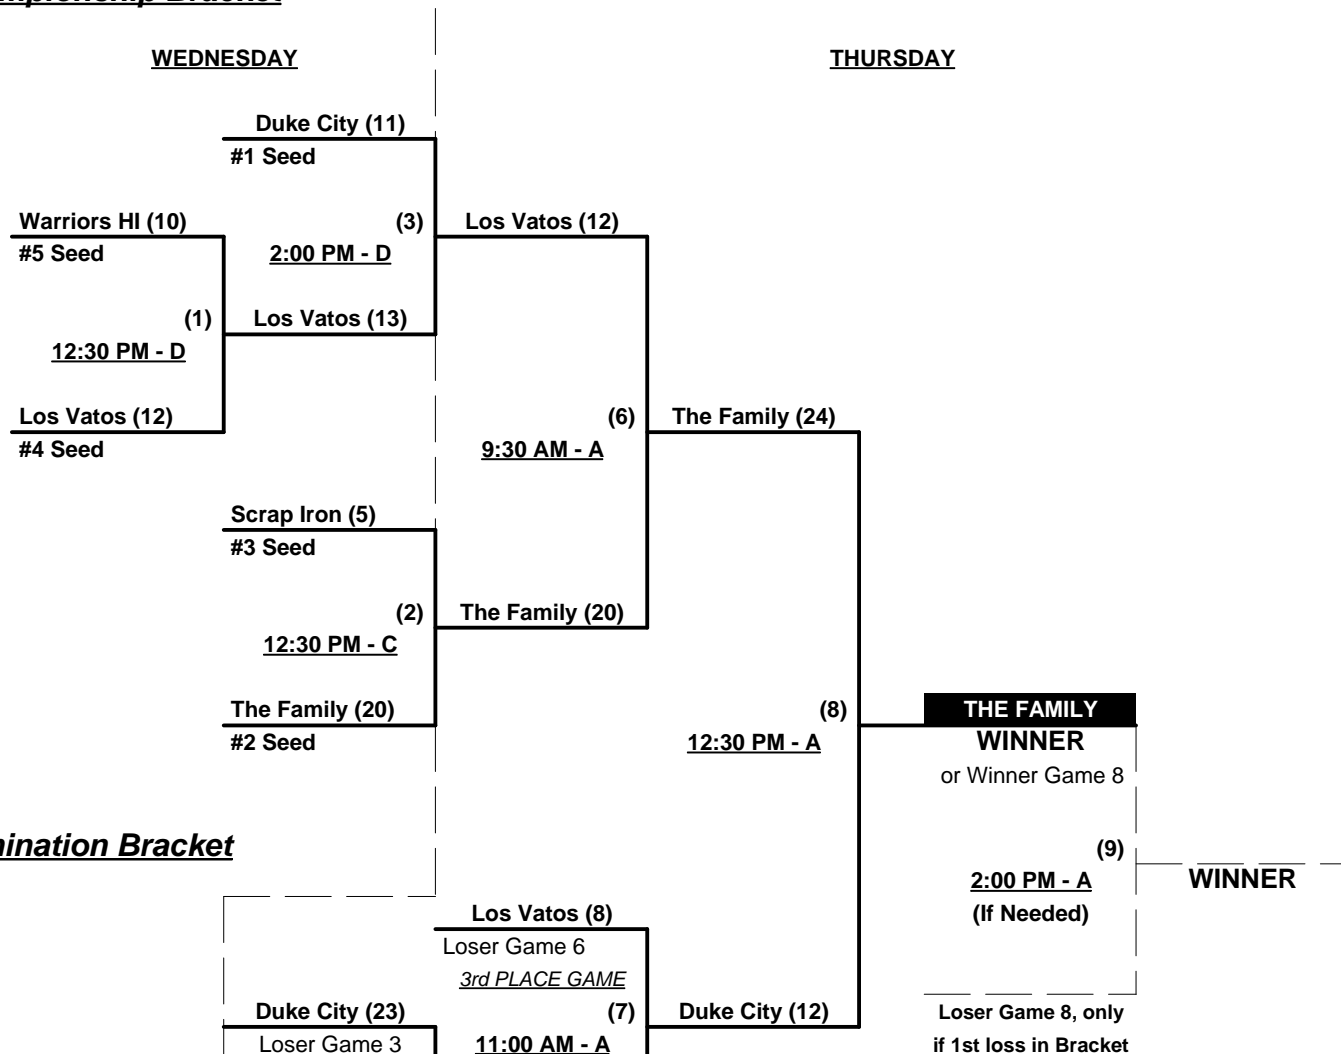 WEDNESDAY
THURSDAY
Duke City (11)
#1 Seed
Warriors HI (10)
(3)
Los Vatos (12)
#5 Seed
2:00 PM - D
(1)
Los Vatos (13)
12:30 PM - D
Los Vatos (12)
(6)
The Family (24)
#4 Seed
9:30 AM - A
Scrap Iron (5)
#3 Seed
(2)
The Family (20)
12:30 PM - C
The Family (20)
(8)
THE FAMILY
#2 Seed
12:30 PM - A
WINNER
or Winner Game 8
Bracket
(9)
2:00 PM - A
WINNER
(If Needed)
Los Vatos (8)
Loser Game 6
3rd PLACE GAME
Duke City (23)
(7)
Duke City (12)
Loser Game 8, only
Loser Game 3
11:00 AM - A
if 1st loss in Bracket